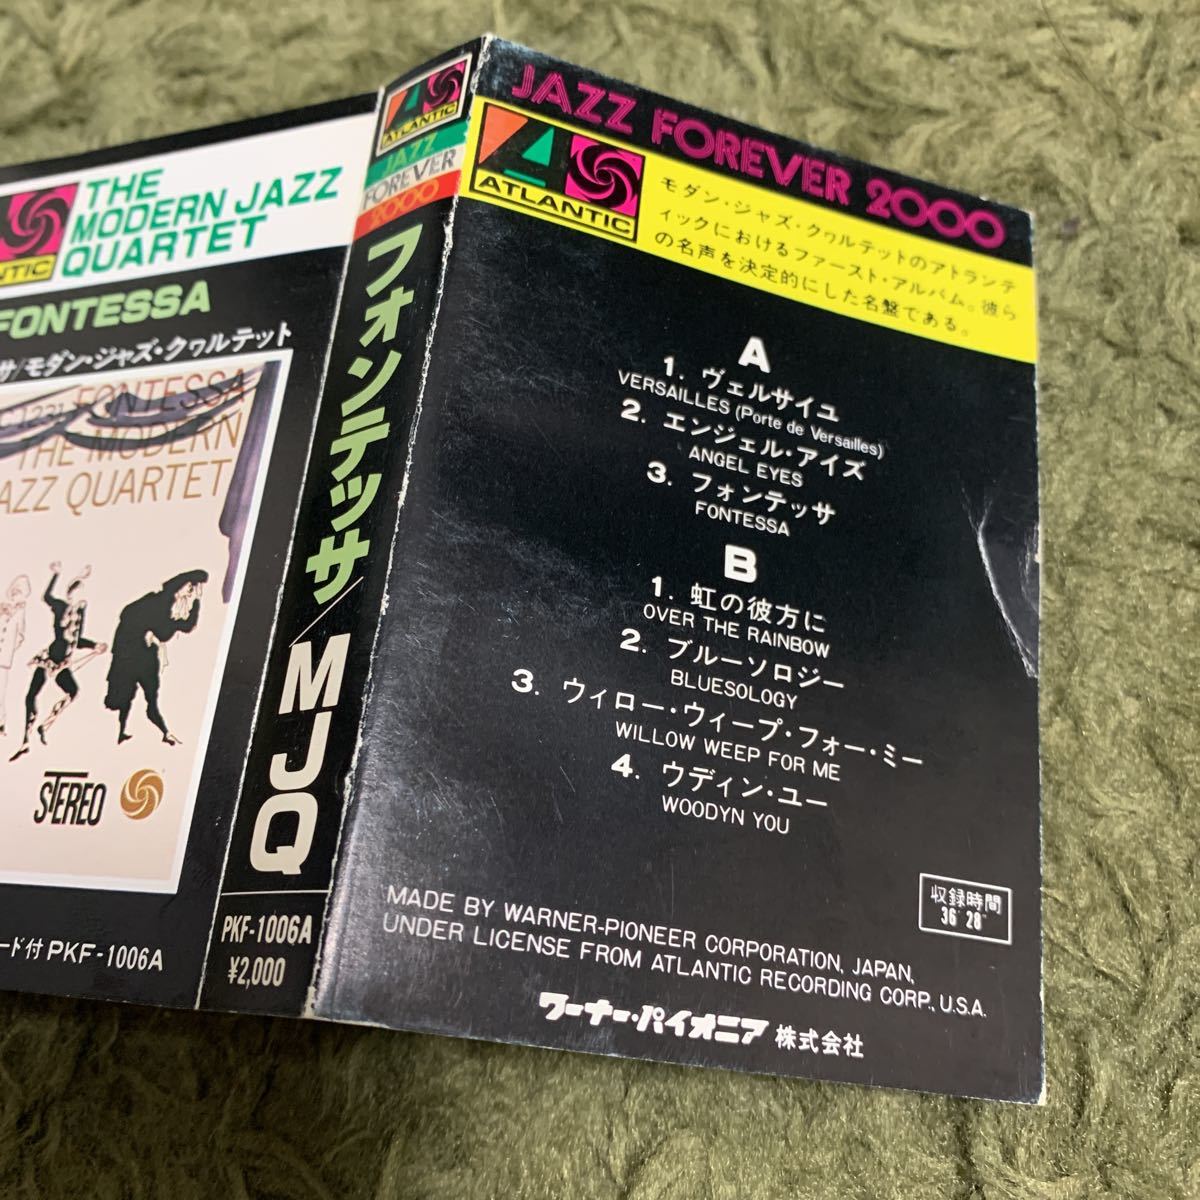 THE
MODERN JAZZ
QUARTET
FONTESSA
サ/モダン・ジャズ・クヮルテット
FONTESSA
THE MODERN
AZZ QUARTET
STEREO
ード付 PKF-1006A
ATLANTIC
JAZZ
FOREVER
2000
フォンテッサ/MJQ
PKF-1006A
¥2,000
JAZZ FOREVER 2000
ATLANTIC
モダン・ジャズ・クヮルテットのアトランテ
ィックにおけるファースト・アルバム。彼ら
の名声を決定的にした名盤である。
A
1. ヴェルサイユ
VERSAILLES (Porte de Versailles)
2. エンジェル・アイズ
ANGEL EYES
3. フォンテッサ
FONTESSA
B
1. 虹の彼方に
OVER THE RAINBOW
2. ブルーソロジー
BLUESOLOGY
3. ウィロー・ウィープ・フォー・ミー
WILLOW WEEP FOR ME
4. ウディン・ユー
WOODYN YOU
収録時間
36′28″
MADE BY WARNER-PIONEER CORPORATION, JAPAN,
UNDER LICENSE FROM ATLANTIC RECORDING CORP., U.S.A.
ワーナー・パイオニア 株式会社